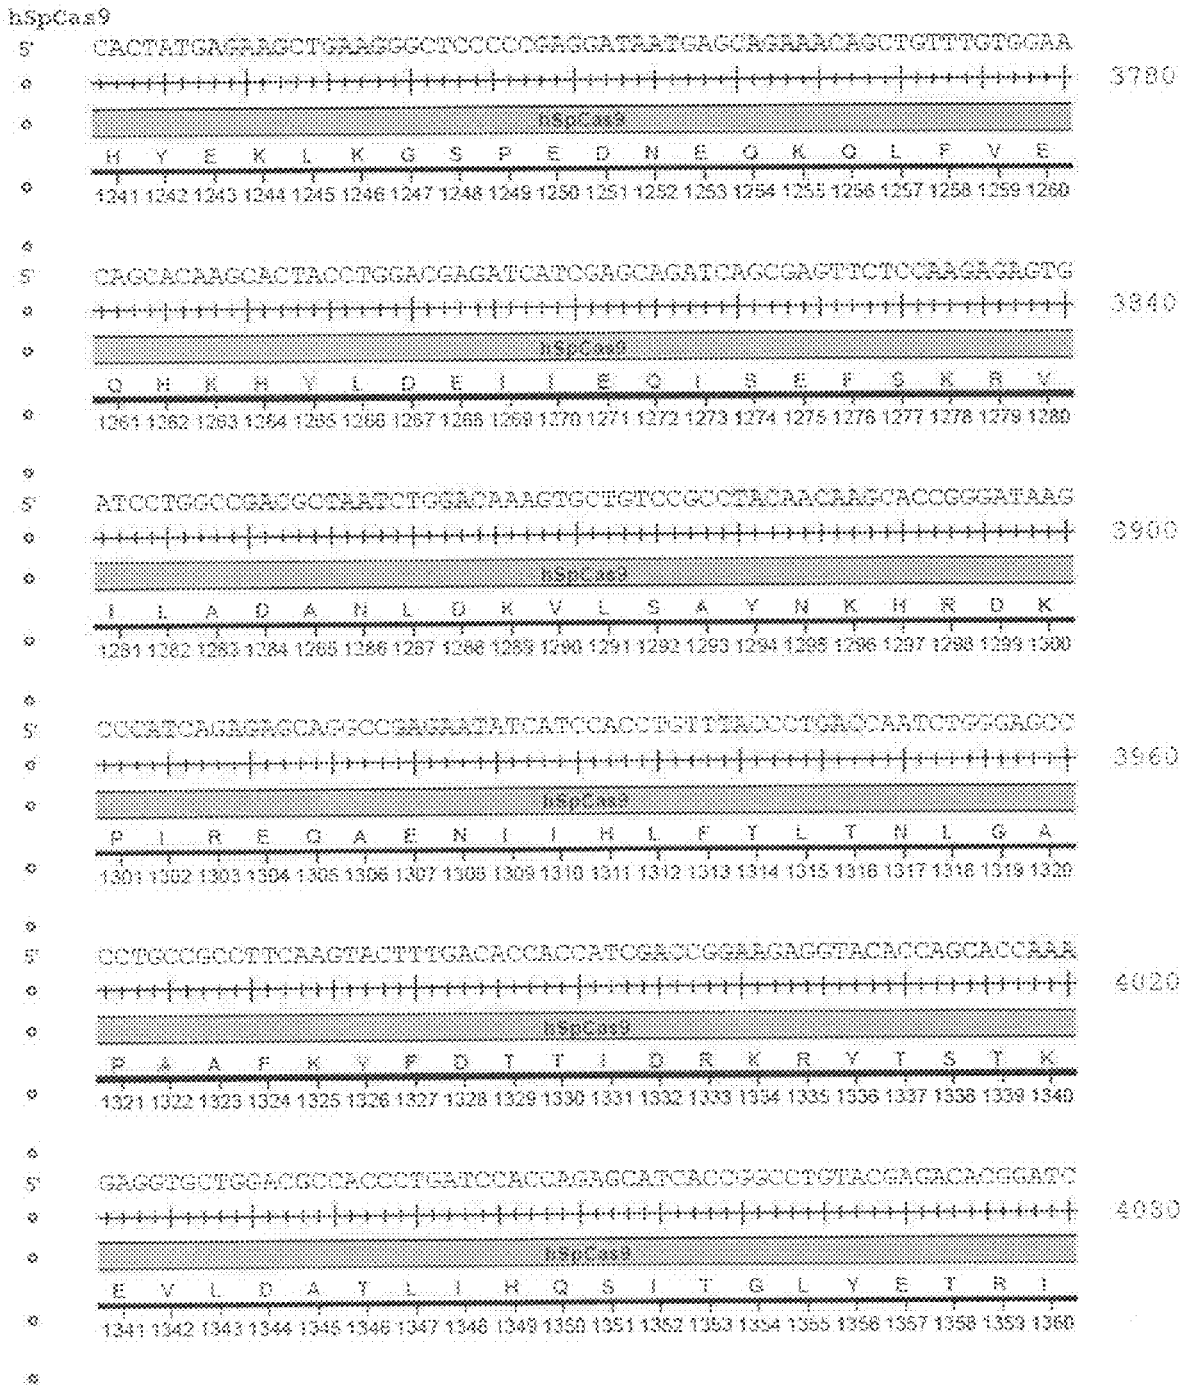 hSpCas9
5' CACTATGAGAAGCTGAAGGGCTCCCCCGAGGATAATGAGCAGAAACAGCTGTTTGTGGAA
3780
hSpCas9
H Y E K L K G S P E D N E Q K Q L F V E
1241 1242 1243 1244 1245 1246 1247 1248 1249 1250 1251 1252 1253 1254 1255 1256 1257 1258 1259 1260
5' CAGCACAAGCACTACCTGGACGAGATCATCGAGCAGATCAGCGAGTTCTCCAAGAGAGTG
3840
hSpCas9
Q H K H Y L D E I I E Q I S E F S K R V
1261 1262 1263 1264 1265 1266 1267 1268 1269 1270 1271 1272 1273 1274 1275 1276 1277 1278 1279 1280
5' ATCCTGGCCGACGCTAATCTGGACAAAGTGCTGTCCGCCTACAACAAGCACCGGGATAAG
3900
hSpCas9
I L A D A N L D K V L S A Y N K H R D K
1281 1282 1283 1284 1285 1286 1287 1288 1289 1290 1291 1292 1293 1294 1295 1296 1297 1298 1299 1300
5' CCCATCAGAGAGCAGGCCGAGAATATCATCCACCTGTTTACCCTGACCAATCTGGGAGCC
3960
hSpCas9
P I R E Q A E N I I H L F T L T N L G A
1301 1302 1303 1304 1305 1306 1307 1308 1309 1310 1311 1312 1313 1314 1315 1316 1317 1318 1319 1320
5' CCTGCCGCCTTCAAGTACTTTGACACCACCATCGACCGGAAGAGGTACACCAGCACCAAA
4020
hSpCas9
P A A F K Y F D T T I D R K R Y T S T K
1321 1322 1323 1324 1325 1326 1327 1328 1329 1330 1331 1332 1333 1334 1335 1336 1337 1338 1339 1340
5' GAGGTGCTGGACGCCACCCTGATCCACCAGAGCATCACCGGCCTGTACGAGACACGGATC
4080
hSpCas9
E V L D A T L I H Q S I T G L Y E T R I
1341 1342 1343 1344 1345 1346 1347 1348 1349 1350 1351 1352 1353 1354 1355 1356 1357 1358 1359 1360